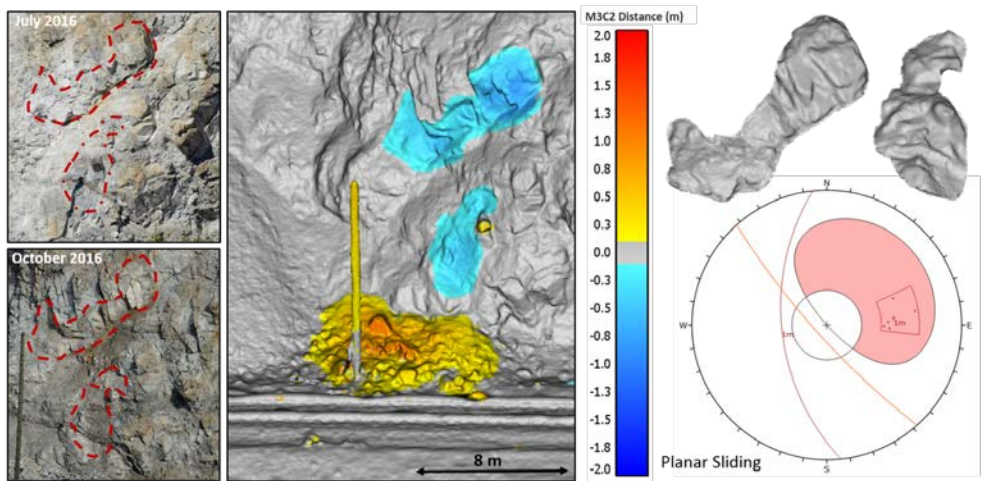 July 2016
October 2016
8 m
M3C2 Distance (m)
2.0
1.8
1.5
1.3
1.0
0.8
0.5
0.3
0.0
-0.3
-0.5
-0.8
-1.0
-1.3
-1.5
-1.8
-2.0
N
W
E
S
1m
1m
Planar Sliding